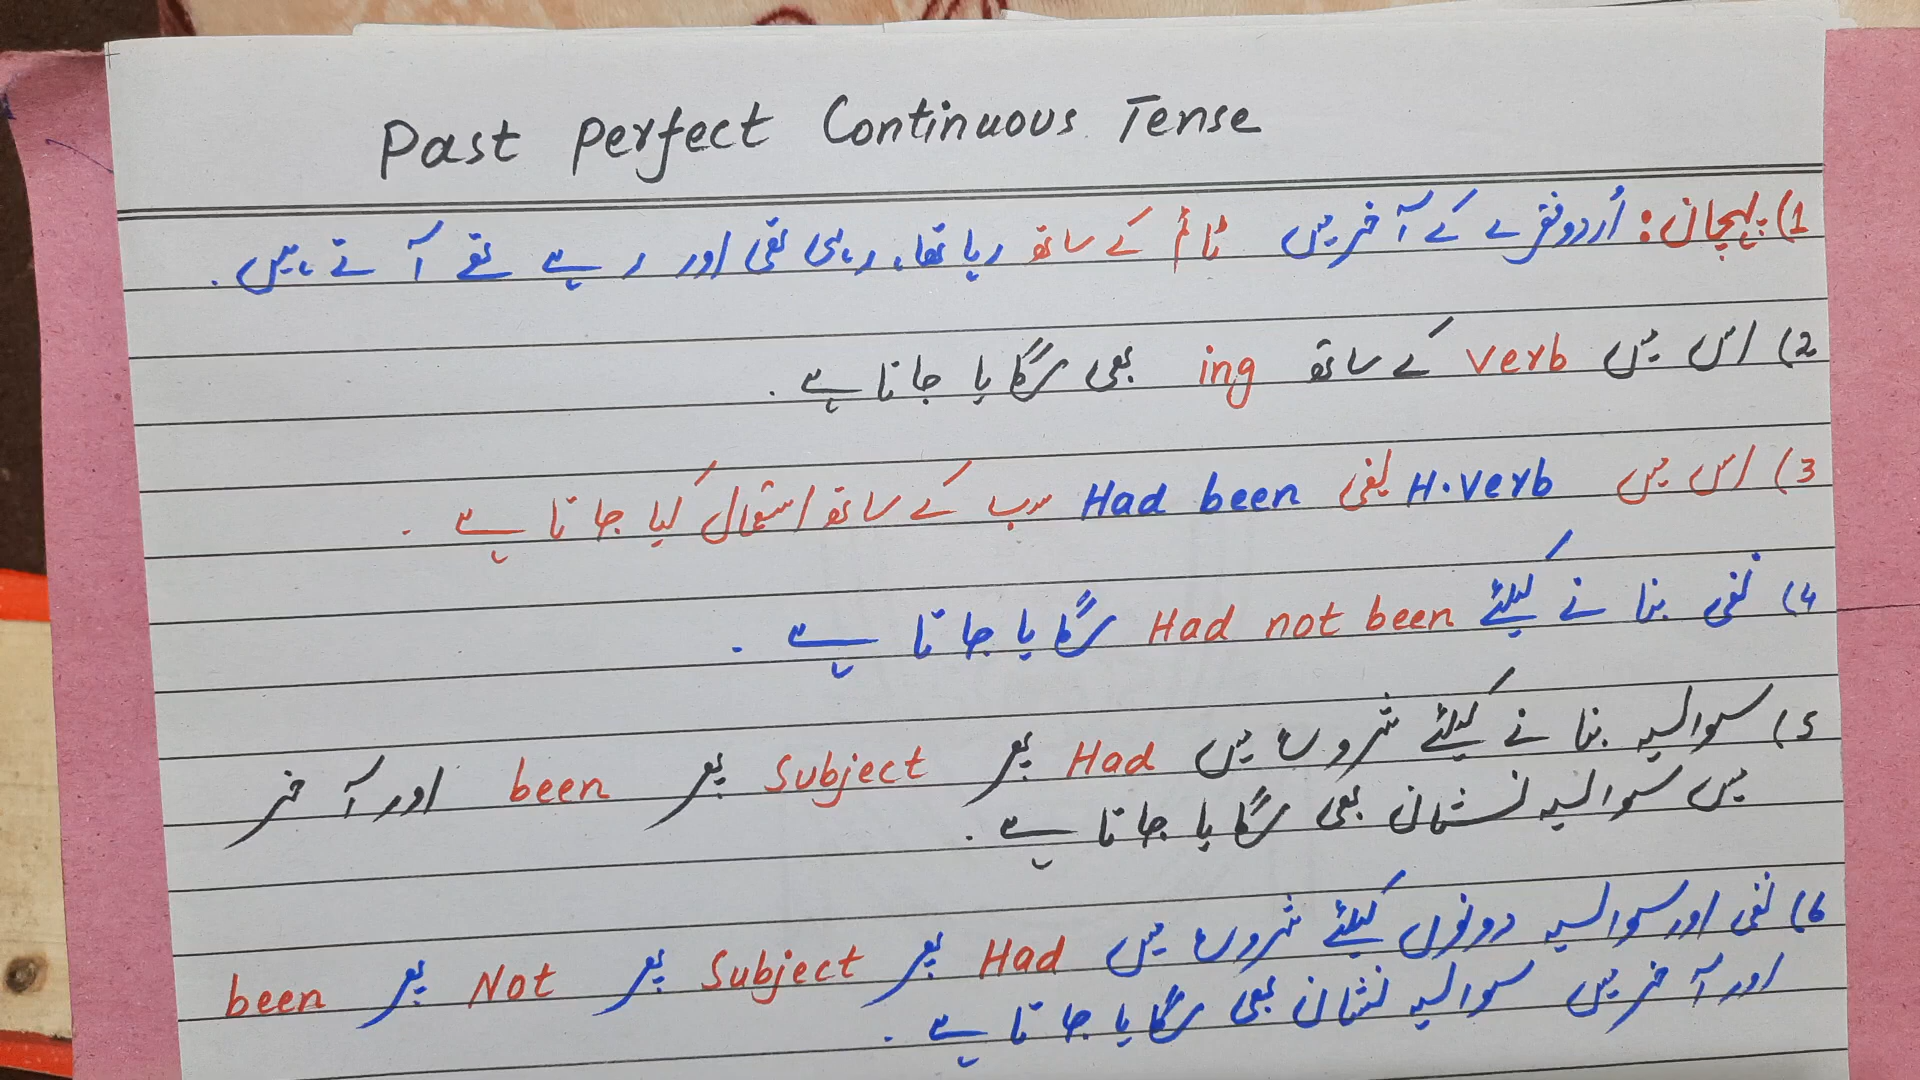 Past Perfect Continuous Tense
1) پہچان: اُردو فقرے کے آخر میں ٹائم کے ساتھ رہا تھا، رہی تھی اور رہے تھے آتے ہیں.
2) اس میں verb کے ساتھ ing بھی لگایا جاتا ہے.
3) اس میں H.verb یعنی Had been سب کے ساتھ استعمال کیا جاتا ہے.
4) نفی بنانے کیلئے Had not been لگایا جاتا ہے.
5) سوالیہ بنانے کیلئے شروع میں Had پھر Subject پھر been اور آخر
میں سوالیہ نشان بھی لگایا جاتا ہے.
6) نفی اور سوالیہ دونوں کیلئے شروع میں Had پھر Subject پھر Not پھر been
اور آخر میں سوالیہ نشان بھی لگایا جاتا ہے.